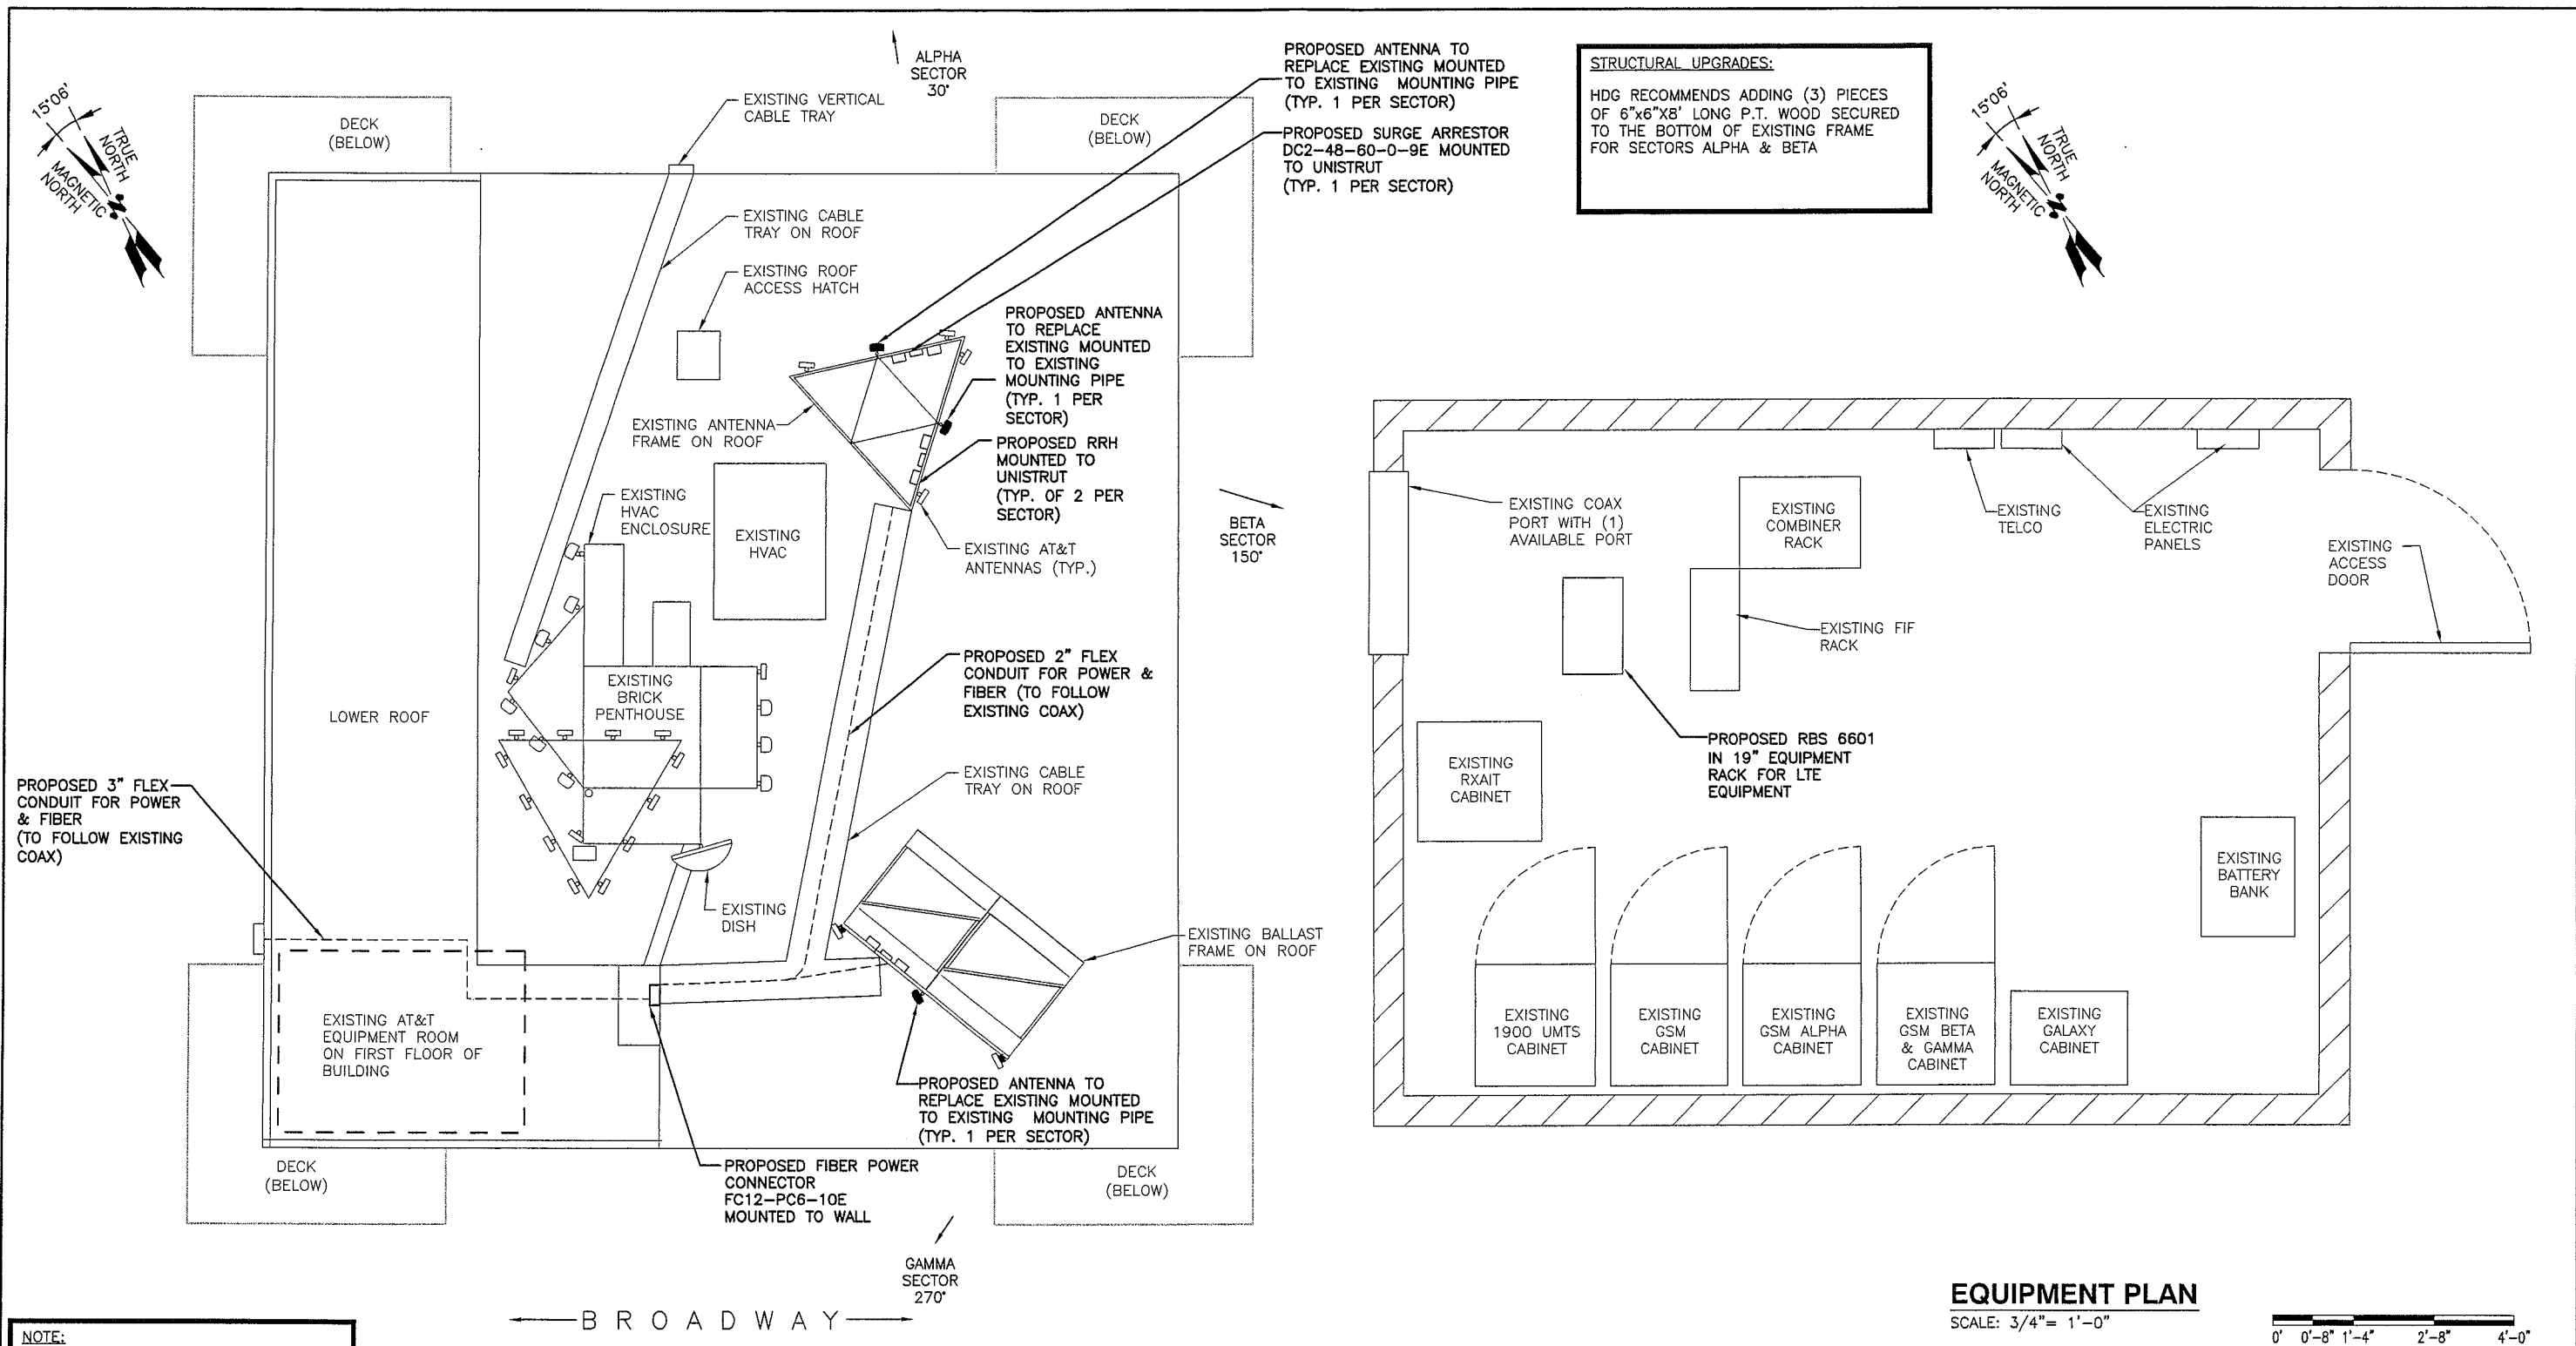 15°06'
TRUE
NORTH
MAGNETIC
NORTH
N
DECK
(BELOW)
ALPHA
SECTOR
30°
EXISTING VERTICAL
CABLE TRAY
EXISTING CABLE
TRAY ON ROOF
EXISTING ROOF
ACCESS HATCH
DECK
(BELOW)
PROPOSED ANTENNA TO
REPLACE EXISTING MOUNTED
TO EXISTING MOUNTING PIPE
(TYP. 1 PER SECTOR)
PROPOSED SURGE ARRESTOR
DC2-48-60-0-9E MOUNTED
TO UNISTRUT
(TYP. 1 PER SECTOR)
PROPOSED ANTENNA
TO REPLACE
EXISTING MOUNTED
TO EXISTING
MOUNTING PIPE
(TYP. 1 PER
SECTOR)
EXISTING ANTENNA
FRAME ON ROOF
PROPOSED RRH
MOUNTED TO
UNISTRUT
(TYP. OF 2 PER
SECTOR)
EXISTING
HVAC
ENCLOSURE
EXISTING
HVAC
EXISTING AT&T
ANTENNAS (TYP.)
BETA
SECTOR
150°
LOWER ROOF
EXISTING
BRICK
PENTHOUSE
PROPOSED 2" FLEX
CONDUIT FOR POWER &
FIBER (TO FOLLOW
EXISTING COAX)
EXISTING CABLE
TRAY ON ROOF
PROPOSED 3" FLEX
CONDUIT FOR POWER
& FIBER
(TO FOLLOW EXISTING
COAX)
EXISTING
DISH
EXISTING BALLAST
FRAME ON ROOF
EXISTING AT&T
EQUIPMENT ROOM
ON FIRST FLOOR OF
BUILDING
PROPOSED ANTENNA TO
REPLACE EXISTING MOUNTED
TO EXISTING MOUNTING PIPE
(TYP. 1 PER SECTOR)
DECK
(BELOW)
PROPOSED FIBER POWER
CONNECTOR
FC12-PC6-10E
MOUNTED TO WALL
DECK
(BELOW)
GAMMA
SECTOR
270°
BROADWAY
NOTE:
STRUCTURAL UPGRADES:
HDG RECOMMENDS ADDING (3) PIECES
OF 6"x6"X8' LONG P.T. WOOD SECURED
TO THE BOTTOM OF EXISTING FRAME
FOR SECTORS ALPHA & BETA
15°06'
TRUE
NORTH
MAGNETIC
NORTH
N
EXISTING COAX
PORT WITH (1)
AVAILABLE PORT
EXISTING
COMBINER
RACK
EXISTING
TELCO
EXISTING
ELECTRIC
PANELS
EXISTING
ACCESS
DOOR
EXISTING FIF
RACK
PROPOSED RBS 6601
IN 19" EQUIPMENT
RACK FOR LTE
EQUIPMENT
EXISTING
RXAIT
CABINET
EXISTING
BATTERY
BANK
EXISTING
1900 UMTS
CABINET
EXISTING
GSM
CABINET
EXISTING
GSM ALPHA
CABINET
EXISTING
GSM BETA
& GAMMA
CABINET
EXISTING
GALAXY
CABINET
EQUIPMENT PLAN
SCALE: 3/4"= 1'-0"
0' 0'-8" 1'-4" 2'-8" 4'-0"